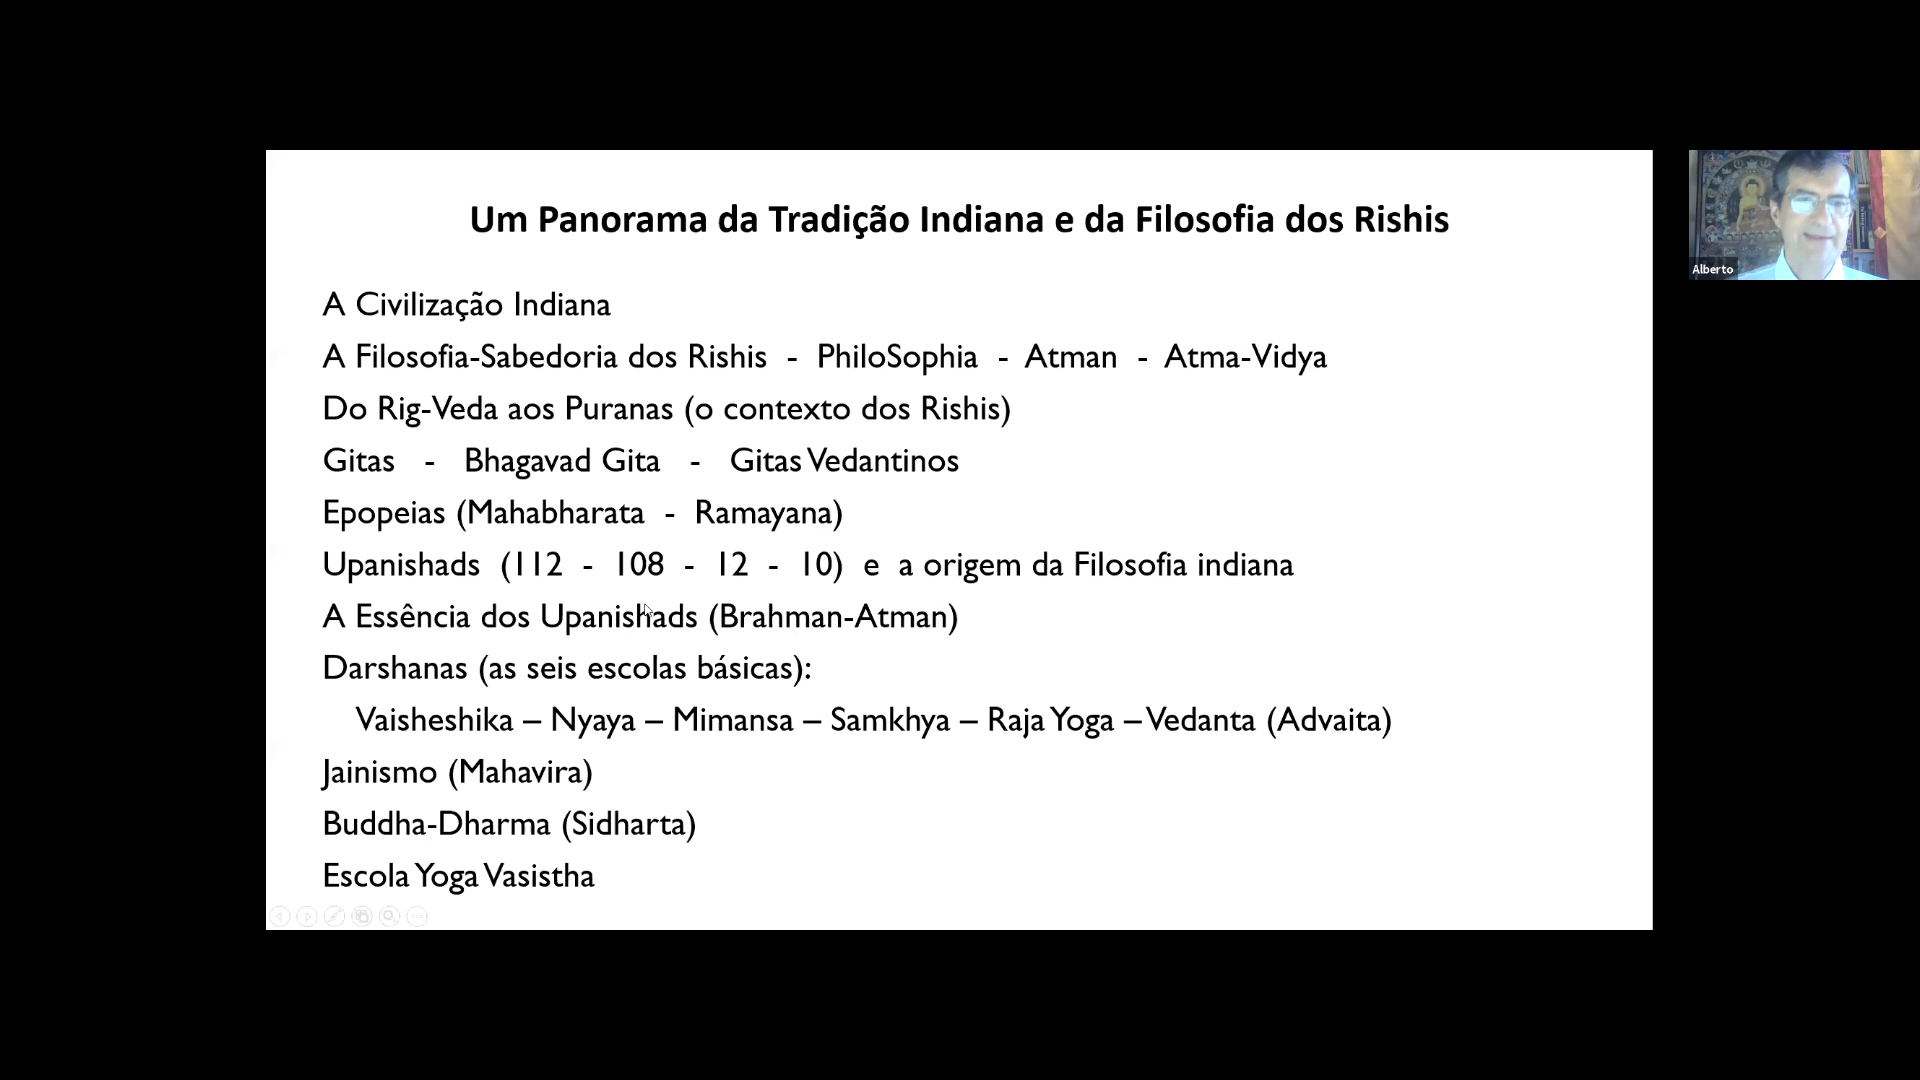 Um Panorama da Tradição Indiana e da Filosofia dos Rishis
A Civilização Indiana
A Filosofia-Sabedoria dos Rishis - PhiloSophia - Atman - Atma-Vidya
Do Rig-Veda aos Puranas (o contexto dos Rishis)
Gitas - Bhagavad Gita - Gitas Vedantinos
Epopeias (Mahabharata - Ramayana)
Upanishads (112 - 108 - 12 - 10) e a origem da Filosofia indiana
A Essência dos Upanishads (Brahman-Atman)
Darshanas (as seis escolas básicas):
Vaisheshika – Nyaya – Mimansa – Samkhya – Raja Yoga – Vedanta (Advaita)
Jainismo (Mahavira)
Buddha-Dharma (Sidharta)
Escola Yoga Vasistha
Alberto